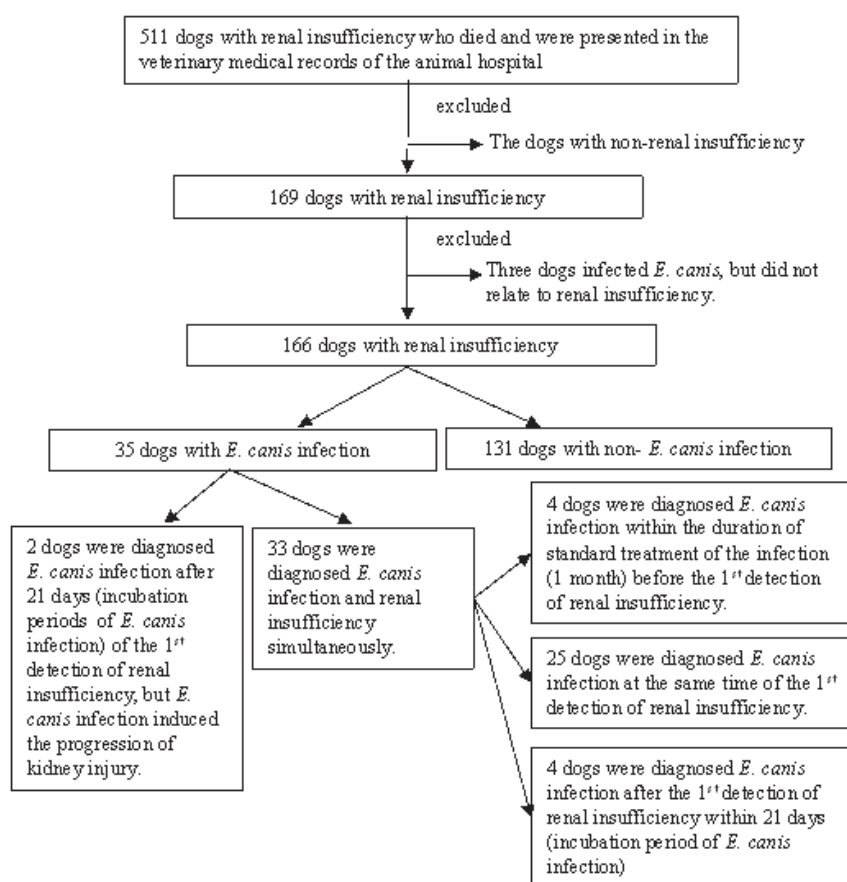 511 dogs with renal insufficiency who died and were presented in the
veterinary medical records of the animal hospital
excluded
The dogs with non-renal insufficiency
169 dogs with renal insufficiency
excluded
Three dogs infected E. canis, but did not
relate to renal insufficiency.
166 dogs with renal insufficiency
35 dogs with E. canis infection
131 dogs with non- E. canis infection
2 dogs were diagnosed
E. canis infection after
21 days (incubation
periods of E. canis
infection) of the 1st
detection of renal
insufficiency, but E.
canis infection induced
the progression of
kidney injury.
33 dogs were
diagnosed E. canis
infection and renal
insufficiency
simultaneously.
4 dogs were diagnosed E. canis
infection within the duration of
standard treatment of the infection
(1 month) before the 1st detection
of renal insufficiency.
25 dogs were diagnosed E. canis
infection at the same time of the 1st
detection of renal insufficiency.
4 dogs were diagnosed E. canis
infection after the 1st detection of
renal insufficiency within 21 days
(incubation period of E. canis
infection)